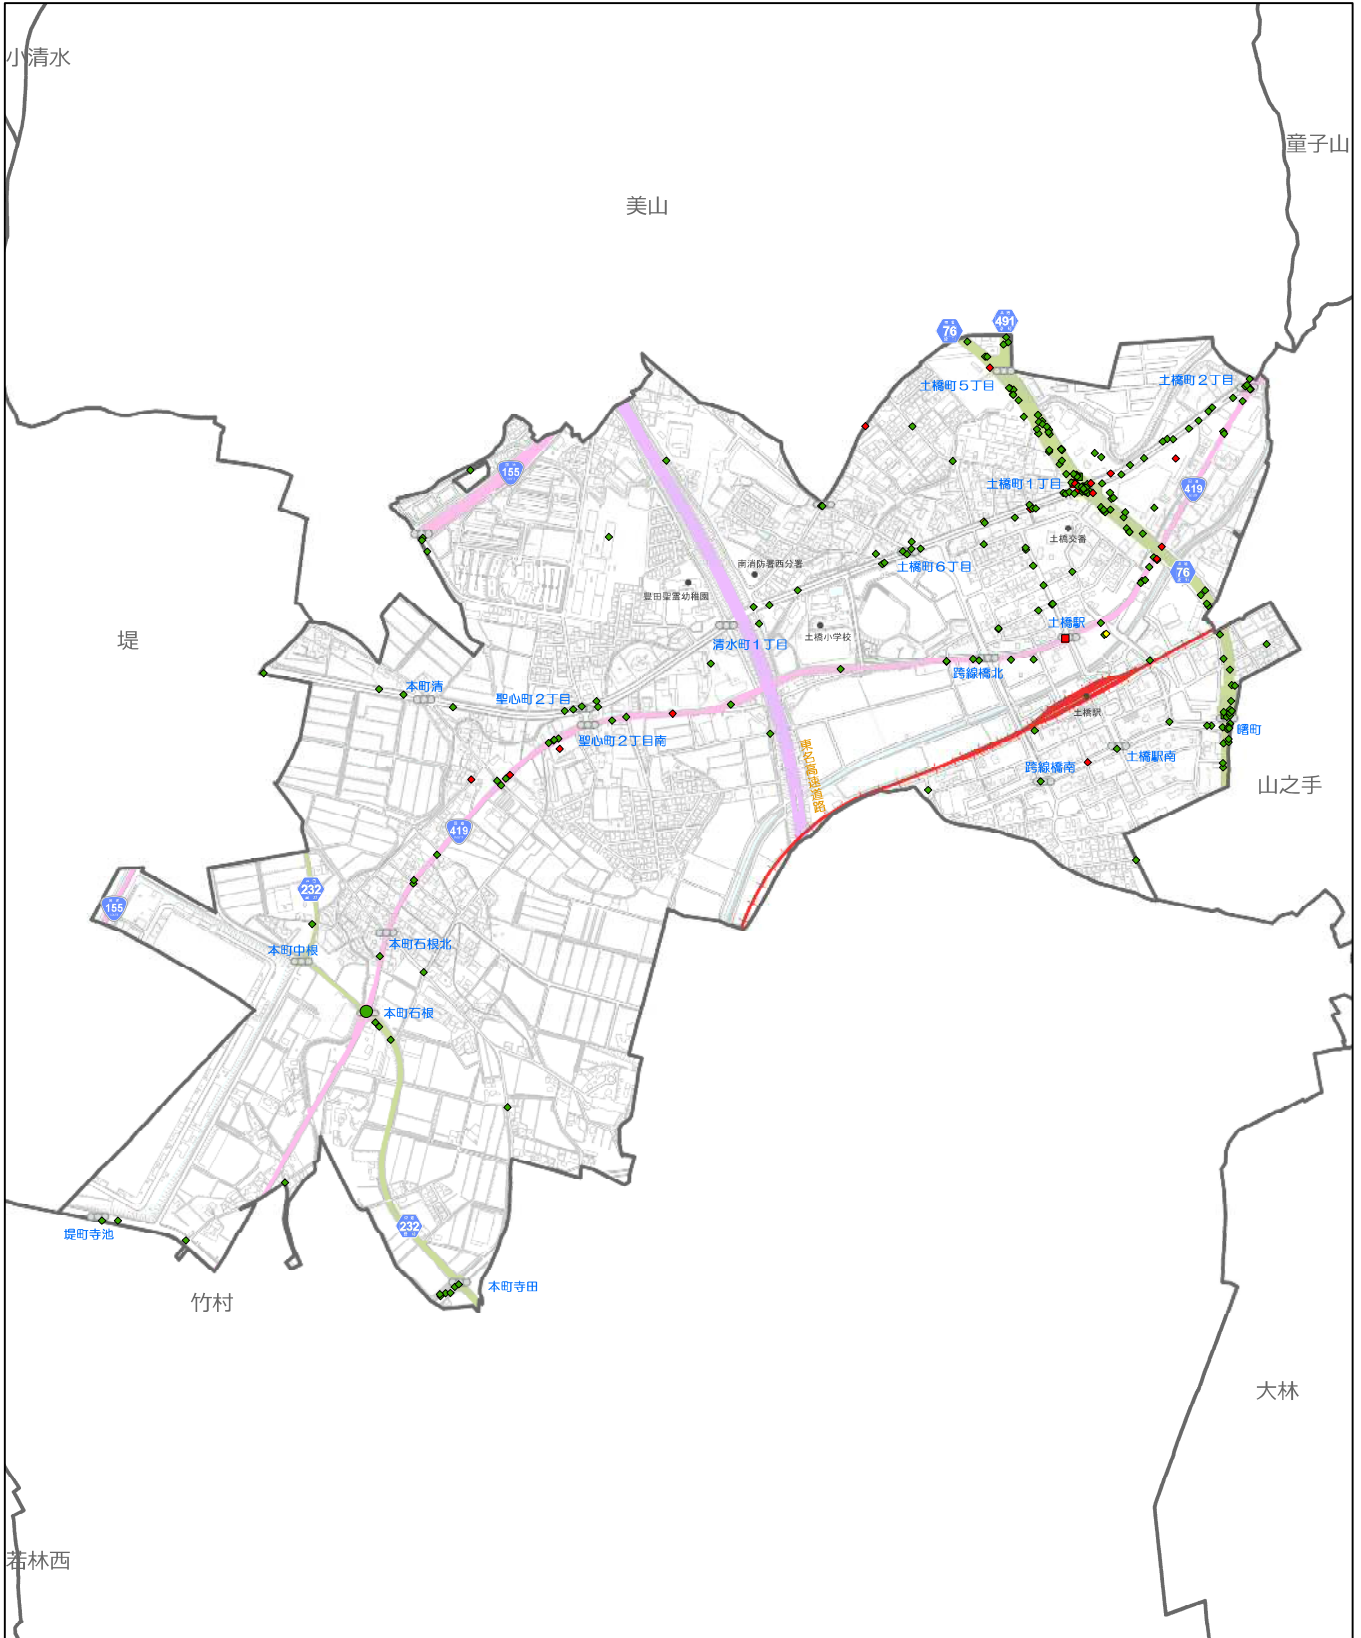 小清水
童子山
美山
76
491
土橋町５丁目
土橋町２丁目
155
土橋町１丁目
419
土橋交番
土橋町６丁目
南消防署西分署
76
豊田聖霊幼稚園
土橋駅
土橋小学校
堤
清水町１丁目
跨線橋北
本町清
聖心町２丁目
土橋駅
曙町
聖心町２丁目南
東名高速道路
土橋駅南
跨線橋南
山之手
419
232
155
本町石根北
本町中根
本町石根
232
堤町寺池
本町寺田
竹村
大林
若林西